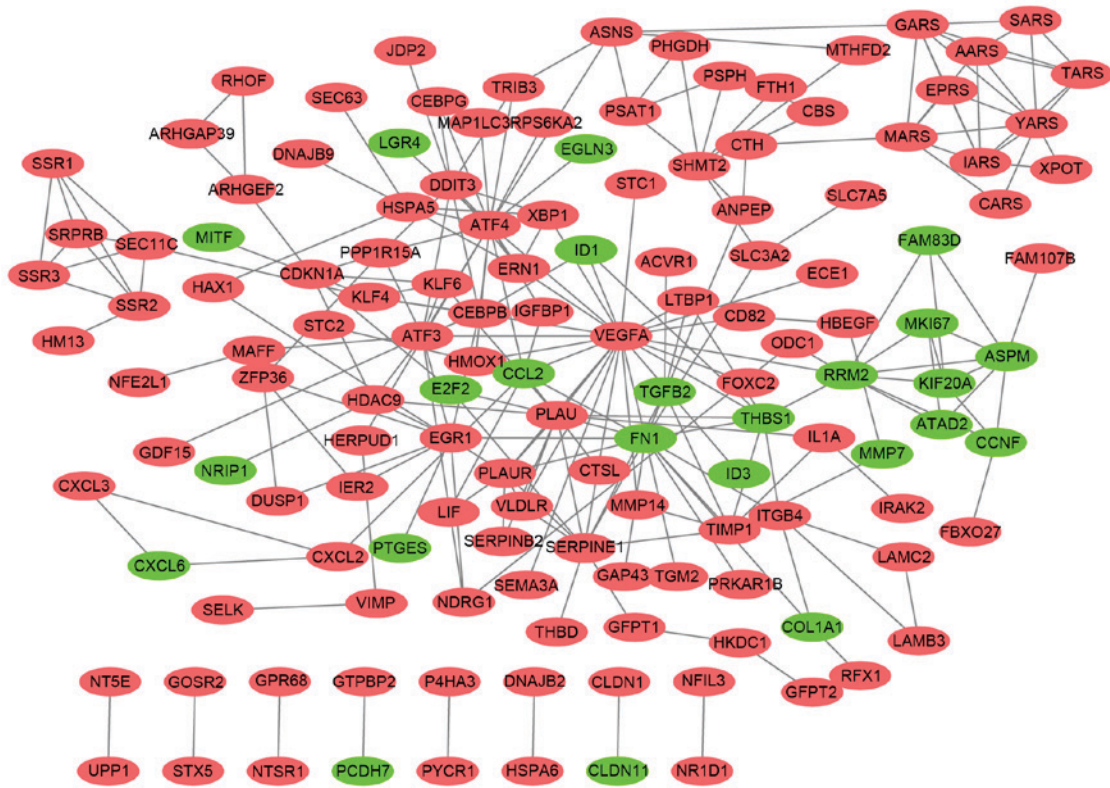 GARS
SARS
ASNS
JDP2
PHGDH
MTHFD2
AARS
TARS
RHOF
PSPH
FTH1
SEC63
CEBPG
TRIB3
EPRS
PSAT1
CBS
ARHGAP39
MAP1LC3
RPS6KA2
YARS
MARS
LGR4
EGLN3
CTH
SSR1
DNAJB9
SHMT2
IARS
XPOT
ARHGEF2
DDIT3
STC1
SLC7A5
CARS
HSPA5
XBP1
ANPEP
SRPRB
MITF
ATF4
SEC11C
PPP1R15A
ID1
FAM83D
SLC3A2
FAM107B
SSR3
CDKN1A
ERN1
ACVR1
ECE1
HAX1
KLF4
KLF6
LTBP1
SSR2
CEBPB
IGFBP1
CD82
HBEGF
MKI67
STC2
ATF3
VEGFA
HM13
MAFF
ODC1
ASPM
HMOX1
NFE2L1
ZFP36
CCL2
RRM2
KIF20A
E2F2
TGFB2
FOXC2
HDAC9
PLAU
THBS1
ATAD2
HERPUD1
EGR1
FN1
IL1A
CCNF
GDF15
NRIP1
PLAUR
CTSL
ID3
MMP7
CXCL3
DUSP1
IER2
LIF
VLDLR
MMP14
ITGB4
IRAK2
TIMP1
FBXO27
PTGES
SERPINB2
SERPINE1
CXCL6
CXCL2
LAMC2
GAP43
TGM2
PRKAR1B
SEMA3A
SELK
VIMP
NDRG1
THBD
GFPT1
COL1A1
HKDC1
LAMB3
RFX1
GFPT2
NT5E
GOSR2
GPR68
GTPBP2
P4HA3
DNAJB2
CLDN1
NFIL3
UPP1
STX5
NTSR1
PCDH7
PYCR1
HSPA6
CLDN11
NR1D1